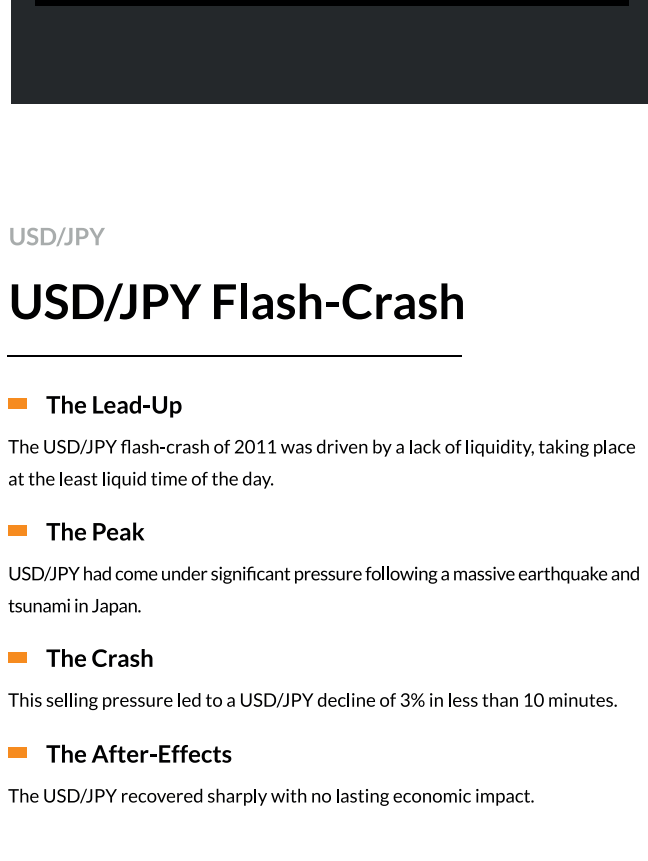 USD/JPY
USD/JPY Flash-Crash
The Lead-Up
The USD/JPY flash-crash of 2011 was driven by a lack of liquidity, taking place
at the least liquid time of the day.
The Peak
USD/JPY had come under significant pressure following a massive earthquake and
tsunami in Japan.
The Crash
This selling pressure led to a USD/JPY decline of 3% in less than 10 minutes.
The After-Effects
The USD/JPY recovered sharply with no lasting economic impact.